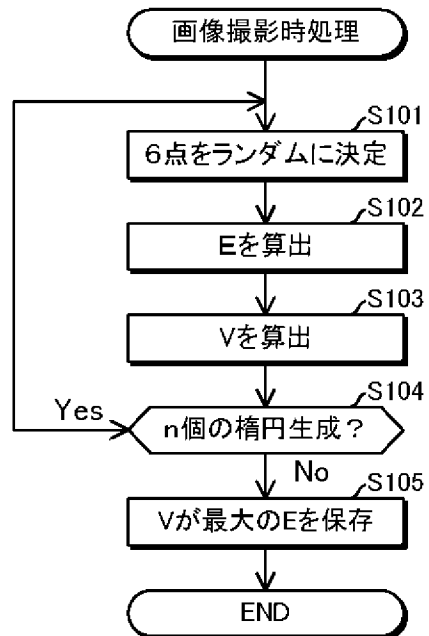 画像撮影時処理
S101
6点をランダムに決定
S102
Eを算出
S103
Vを算出
S104
Yes
n個の楕円生成?
No
S105
Vが最大のEを保存
END